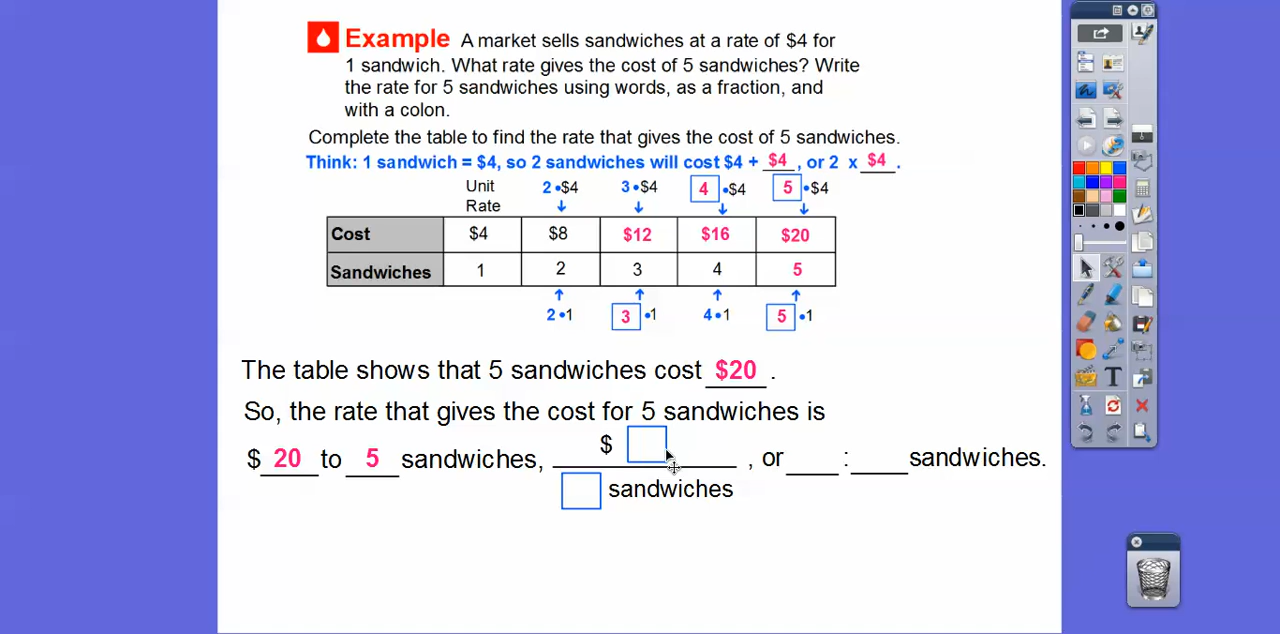 Example A market sells sandwiches at a rate of $4 for
1 sandwich. What rate gives the cost of 5 sandwiches? Write
the rate for 5 sandwiches using words, as a fraction, and
with a colon.
Complete the table to find the rate that gives the cost of 5 sandwiches.
Think: 1 sandwich = $4, so 2 sandwiches will cost $4 + $4 , or 2 x $4 .
Unit
Rate 2•$4 3•$4 4 •$4 5 •$4
Cost $4 $8 $12 $16 $20
Sandwiches 1 2 3 4 5
2•1 3 •1 4•1 5 •1
The table shows that 5 sandwiches cost $20 .
So, the rate that gives the cost for 5 sandwiches is
$ 20 to 5 sandwiches, $ , or ____ : ____ sandwiches.
sandwiches
T